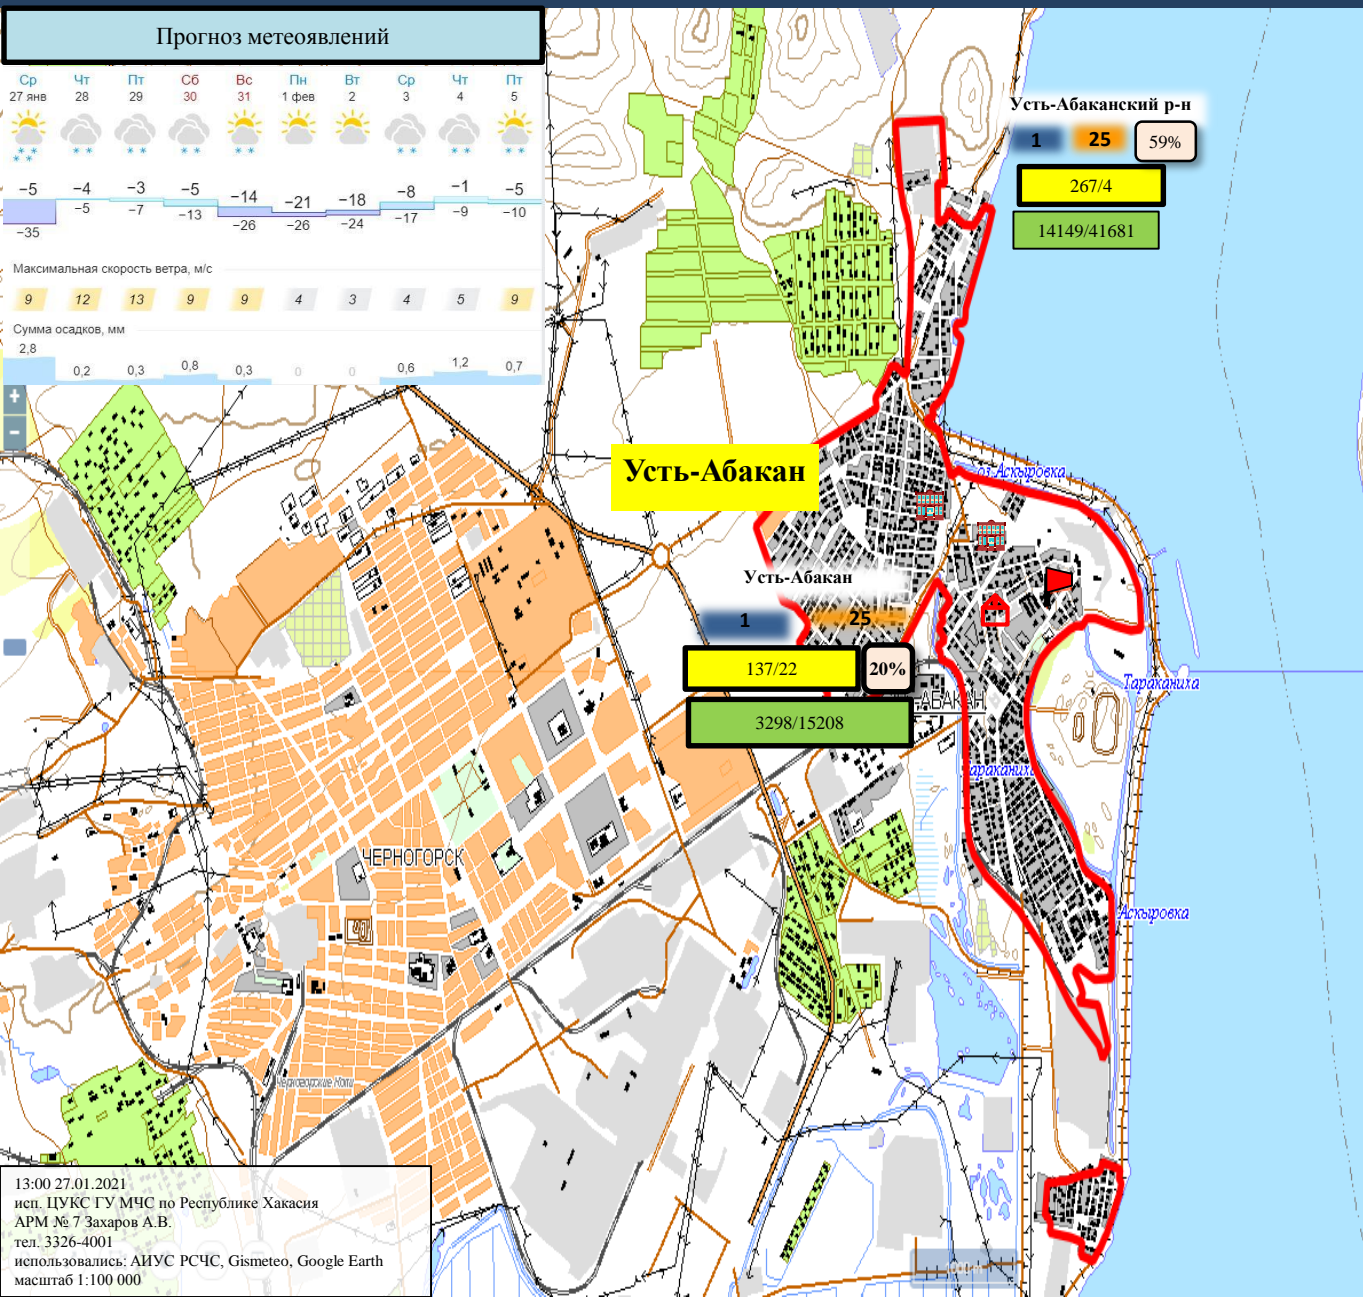 Прогноз метеоявлений
Ср Чт Пт Сб Вс Пн Вт Ср Чт Пт
27 янв 28 29 30 31 1 фев 2 3 4 5
−5 −4 −3 −5 −14 −21 −18 −8 −1 −5
−35 −5 −7 −13 −26 −26 −24 −17 −9 −10
Максимальная скорость ветра, м/с
9 12 13 9 9 4 3 4 5 9
Сумма осадков, мм
2,8 0,2 0,3 0,8 0,3 0 0 0,6 1,2 0,7
+
−
Усть-Абаканский р-н
1 25 59%
267/4
14149/41681
Усть-Абакан
оз Аскыровка
Усть-Абакан
1 25
137/22 20%
3298/15208
-АБАКАН
Тараканиха
Тараканиха
ЧЕРНОГОРСК
Аскыровка
Черногорские Копи
13:00 27.01.2021
исп. ЦУКС ГУ МЧС по Республике Хакасия
АРМ № 7 Захаров А.В.
тел. 3326-4001
использовались: АИУС РСЧС, Gismeteo, Google Earth
масштаб 1:100 000